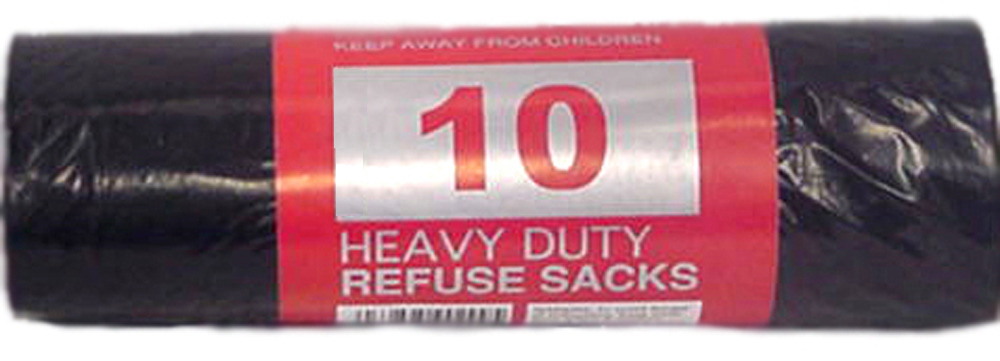 KEEP AWAY FROM CHILDREN
10
HEAVY DUTY
REFUSE SACKS